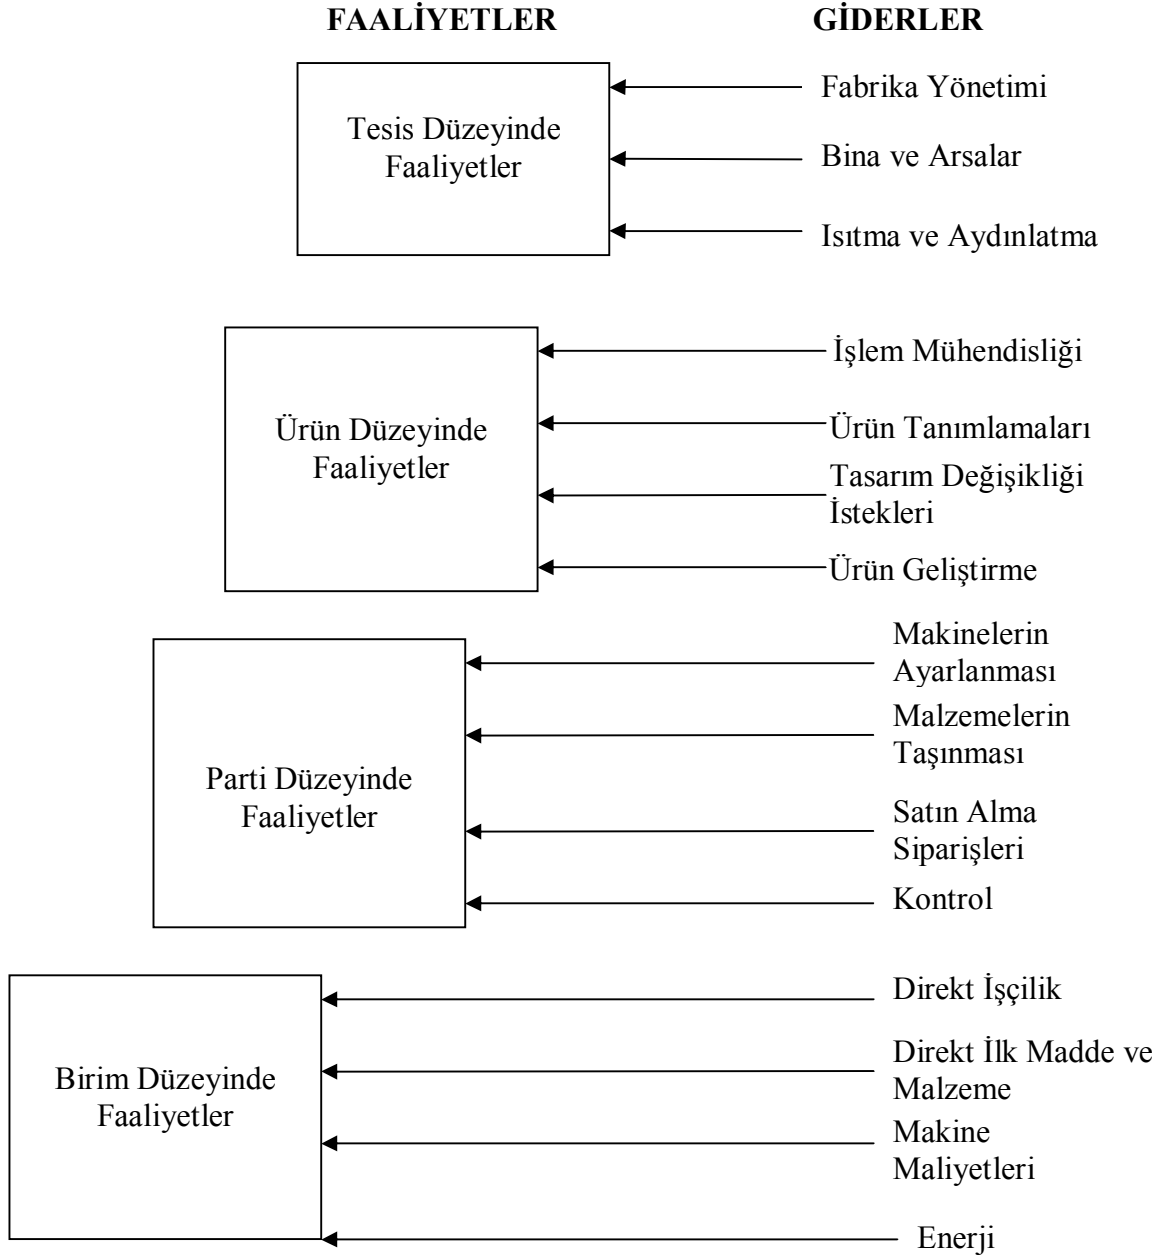 FAALİYETLER GİDERLER
Tesis Düzeyinde
Faaliyetler
Fabrika Yönetimi
Bina ve Arsalar
Isıtma ve Aydınlatma
Ürün Düzeyinde
Faaliyetler
İşlem Mühendisliği
Ürün Tanımlamaları
Tasarım Değişikliği
İstekleri
Ürün Geliştirme
Parti Düzeyinde
Faaliyetler
Makinelerin
Ayarlanması
Malzemelerin
Taşınması
Satın Alma
Siparişleri
Kontrol
Birim Düzeyinde
Faaliyetler
Direkt İşçilik
Direkt İlk Madde ve
Malzeme
Makine
Maliyetleri
Enerji